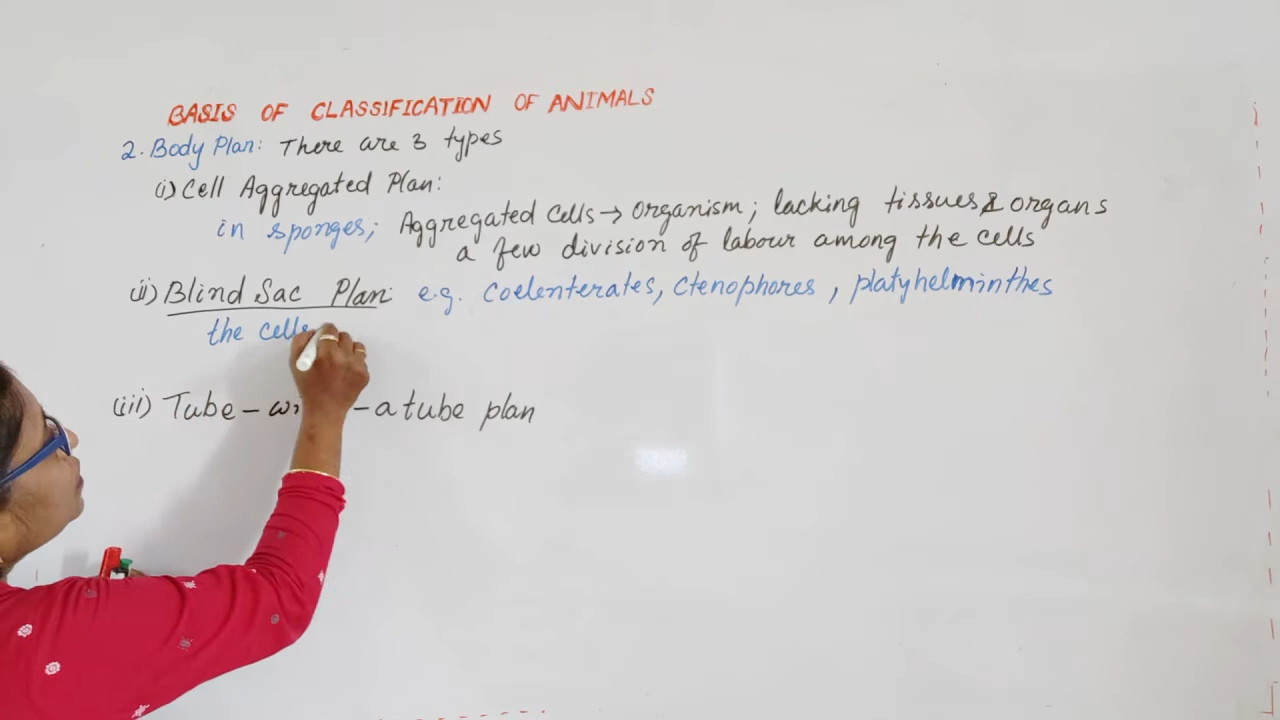 BASIS OF CLASSIFICATION OF ANIMALS
2. Body Plan: There are 3 types
(i) Cell Aggregated Plan:
in sponges; Aggregated Cells → Organism; lacking tissues & organs
a few division of labour among the cells
(ii) Blind Sac Plan: e.g. Coelenterates, Ctenophores, platyhelminthes
the cells
(iii) Tube - - a tube plan